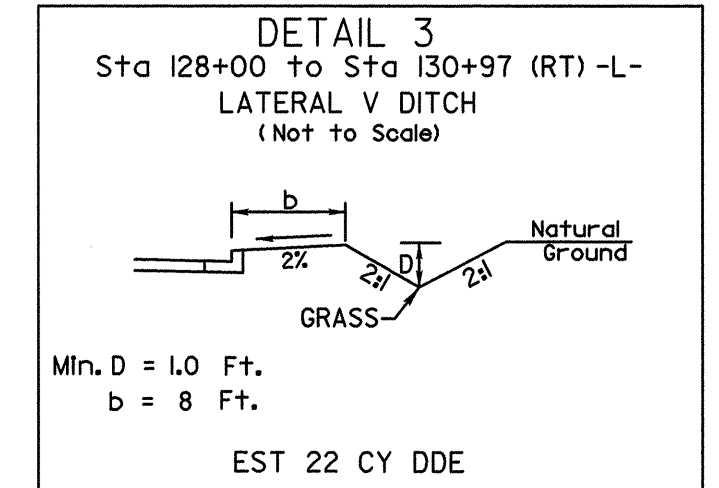 DETAIL 3
Sta 128+00 to Sta 130+97 (RT) -L-
LATERAL V DITCH
(Not to Scale)
b
2%
2:1
D
2:1
Natural
Ground
GRASS
Min. D = 1.0 Ft.
b = 8 Ft.
EST 22 CY DDE